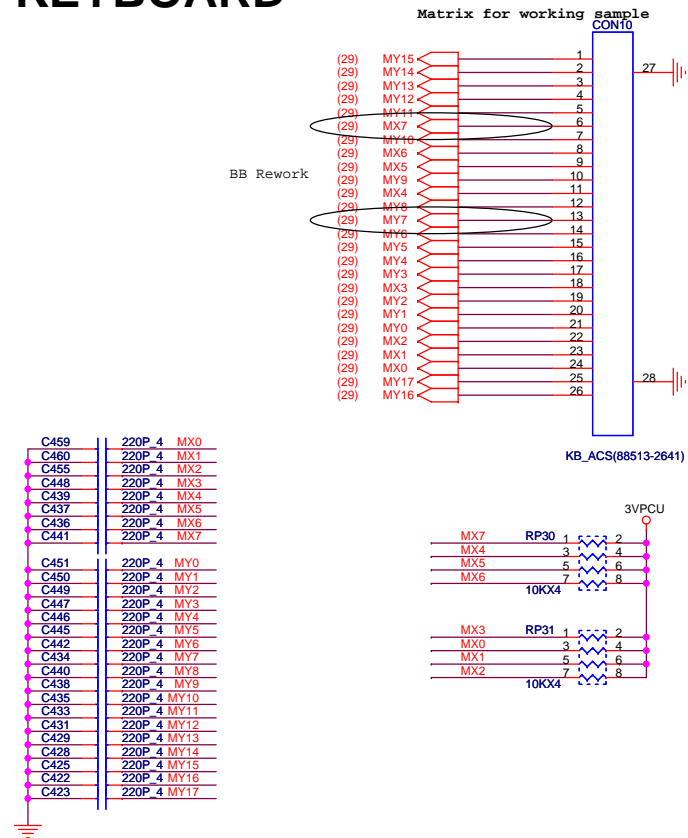 KEYBOARD
Matrix for working sample
CON10
(29) MY15 1
(29) MY14 2 27
(29) MY13 3
(29) MY12 4
(29) MY11 5
(29) MX7 6
(29) MY10 7
(29) MX6 8
(29) MX5 9
BB Rework
(29) MY9 10
(29) MX4 11
(29) MY8 12
(29) MY7 13
(29) MY6 14
(29) MY5 15
(29) MY4 16
(29) MY3 17
(29) MX3 18
(29) MY2 19
(29) MY1 20
(29) MY0 21
(29) MX2 22
(29) MX1 23
(29) MX0 24
(29) MY17 25 28
(29) MY16 26
KB_ACS(88513-2641)
C459 220P_4 MX0
C460 220P_4 MX1
C455 220P_4 MX2
C448 220P_4 MX3
C439 220P_4 MX4
C437 220P_4 MX5
C436 220P_4 MX6
C441 220P_4 MX7
C451 220P_4 MY0
C450 220P_4 MY1
C449 220P_4 MY2
C447 220P_4 MY3
C446 220P_4 MY4
C445 220P_4 MY5
C442 220P_4 MY6
C434 220P_4 MY7
C440 220P_4 MY8
C438 220P_4 MY9
C435 220P_4 MY10
C433 220P_4 MY11
C431 220P_4 MY12
C429 220P_4 MY13
C428 220P_4 MY14
C425 220P_4 MY15
C422 220P_4 MY16
C423 220P_4 MY17
3VPCU
MX7 RP30 1 2
MX4 3 4
MX5 5 6
MX6 7 8
10KX4
MX3 RP31 1 2
MX0 3 4
MX1 5 6
MX2 7 8
10KX4